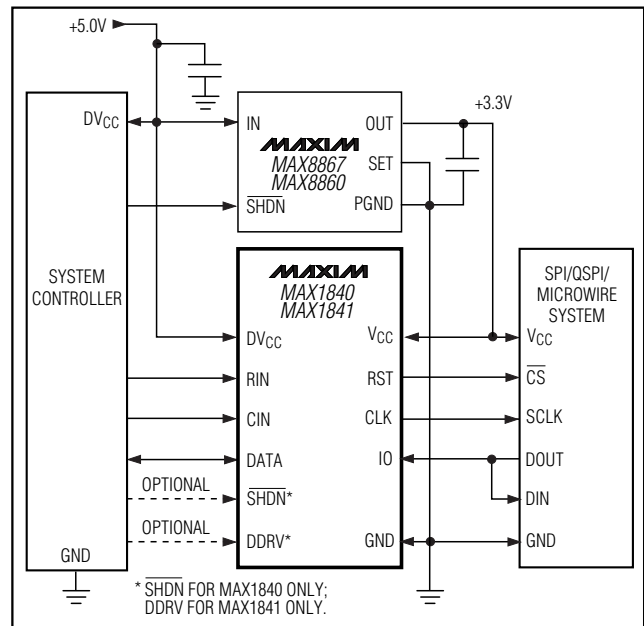 +5.0V
+3.3V
DVCC
IN
OUT
MAXIM
SET
MAX8867
MAX8860
SHDN
PGND
SYSTEM
CONTROLLER
MAXIM
MAX1840
MAX1841
SPI/QSPI/
MICROWIRE
SYSTEM
DVCC
VCC
VCC
RIN
RST
CS
CIN
CLK
SCLK
DATA
IO
DOUT
OPTIONAL
SHDN*
DIN
OPTIONAL
DDRV*
GND
GND
GND
* SHDN FOR MAX1840 ONLY;
DDRV FOR MAX1841 ONLY.